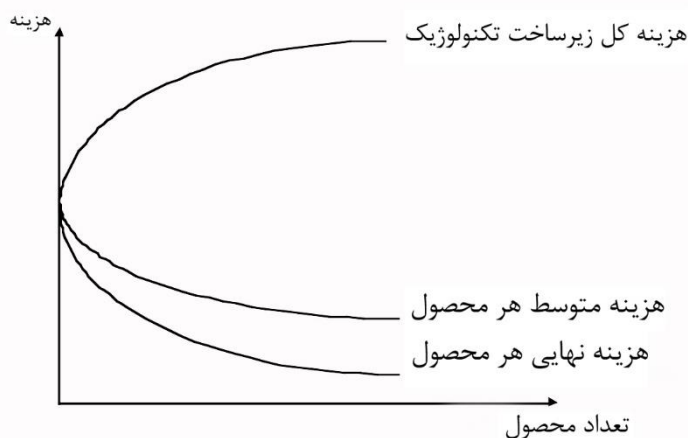 هزینه
هزینه کل زیرساخت تکنولوژیک
هزینه متوسط هر محصول
هزینه نهایی هر محصول
تعداد محصول